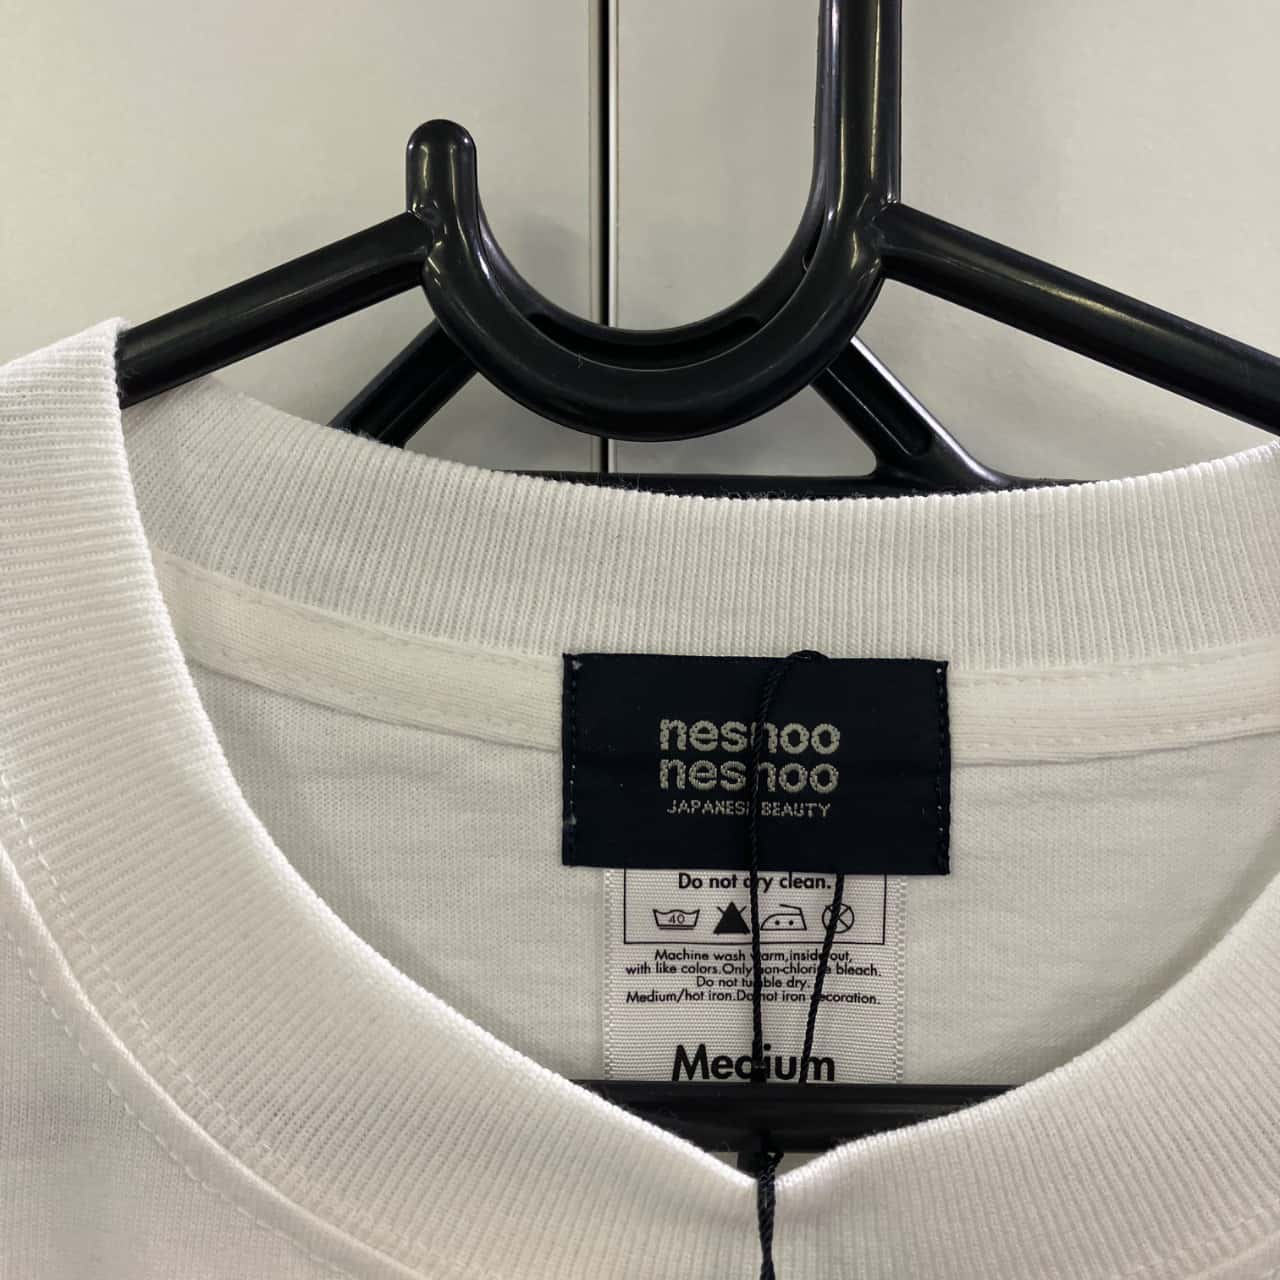 nesnoo
nesnoo
JAPANESE BEAUTY
Do not dry clean.
40
Machine wash warm,inside out,
with like colors.Only non-chlorine bleach.
Do not tumble dry.
Medium/hot iron.Do not iron decoration.
Medium